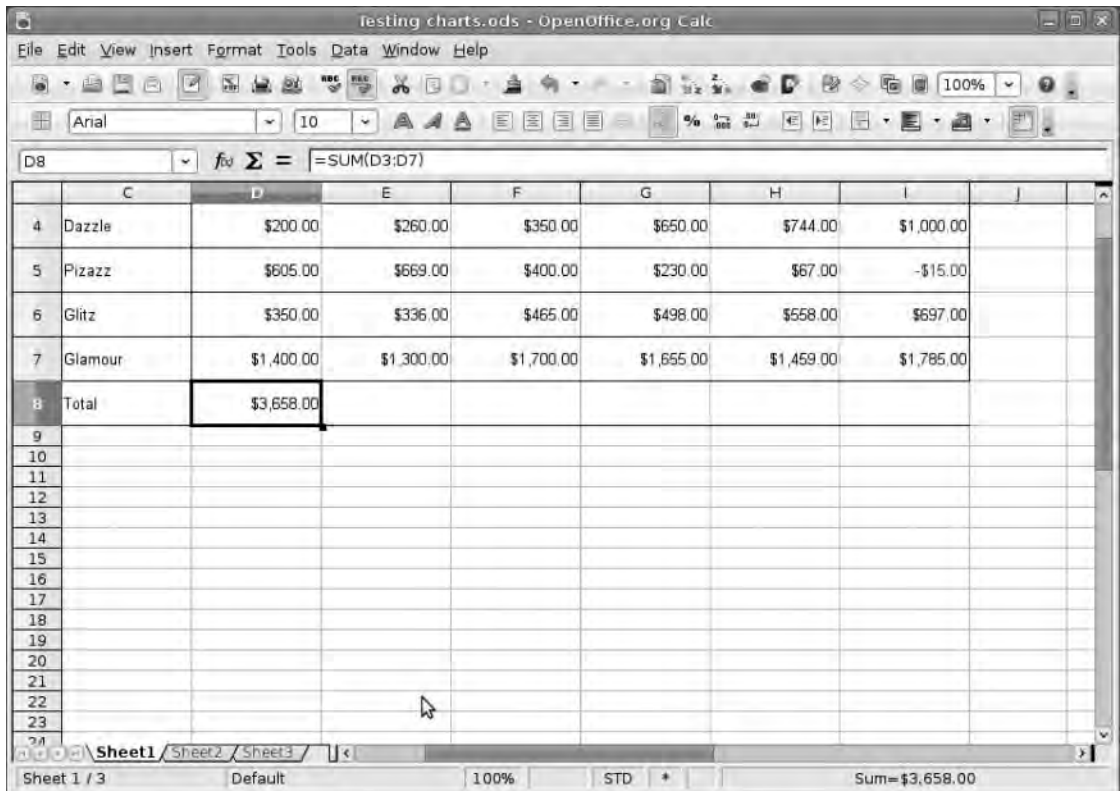 Testing charts.ods - OpenOffice.org Calc
File Edit View Insert Format Tools Data Window Help
100%
Arial 10
D8 =SUM(D3:D7)
C D E F G H I J
4 Dazzle $200.00 $260.00 $350.00 $650.00 $744.00 $1,000.00
5 Pizazz $605.00 $669.00 $400.00 $230.00 $67.00 -$15.00
6 Glitz $350.00 $336.00 $465.00 $498.00 $558.00 $697.00
7 Glamour $1,400.00 $1,300.00 $1,700.00 $1,655.00 $1,459.00 $1,785.00
8 Total $3,658.00
9
10
11
12
13
14
15
16
17
18
19
20
21
22
23
24
Sheet1 Sheet2 Sheet3
Sheet 1 / 3 Default 100% STD * Sum=$3,658.00